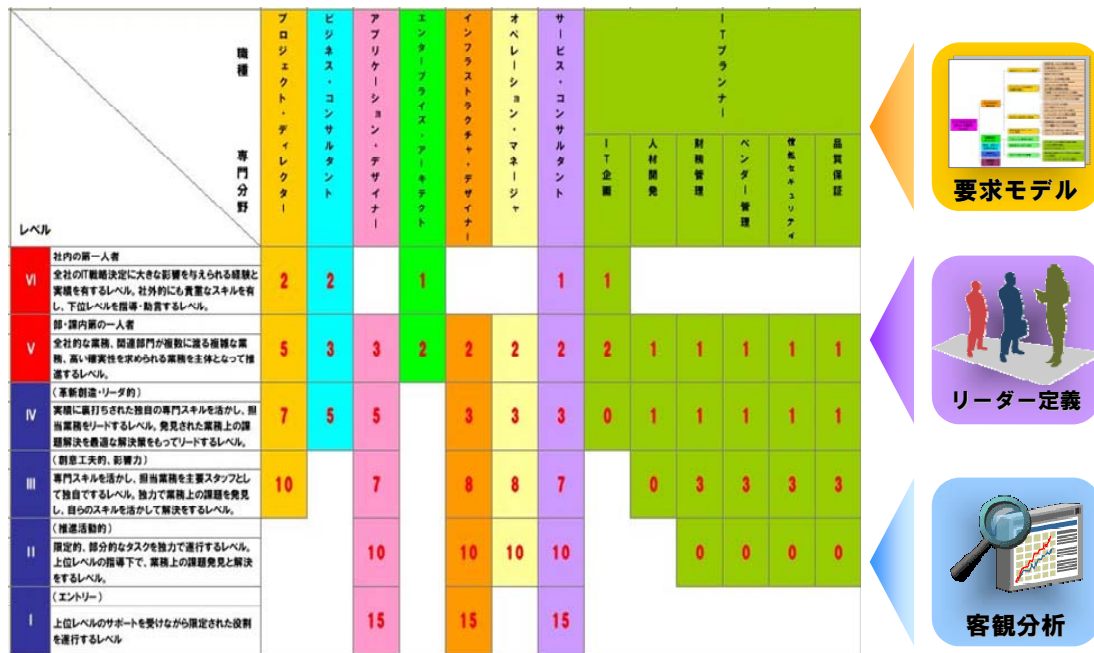 職種
専門分野
レベル
プロジェクト・ディレクター
ビジネス・コンサルタント
アプリケーション・デザイナー
エンタープライズ・アーキテクト
インフラストラクチャ・デザイナー
オペレーション・マネージャ
サービス・コンサルタント
ITプランナー
IT企画
人材開発
財務管理
ベンダー管理
情報セキュリティ
品質保証
VI
社内の第一人者
全社のIT戦略決定に大きな影響を与えられる経験と
実績を有するレベル。社外的にも貴重なスキルを有
し、下位レベルを指導・助言するレベル。
2 2 1 1 1
V
部・課内第の一人者
全社的な業務、関連部門が複数に渡る複雑な業
務、高い確実性を求められる業務を主体となって推
進するレベル。
5 3 3 2 2 2 2 2 1 1 1 1 1
IV
(革新創造・リーダ的)
実績に裏打ちされた独自の専門スキルを活かし、担
当業務をリードするレベル。発見された業務上の課
題解決を最適な解決策をもってリードするレベル。
7 5 5 3 3 3 0 1 1 1 1 1
III
(創意工夫的、影響力)
専門スキルを活かし、担当業務を主要スタッフとし
て独自でするレベル。独力で業務上の課題を発見
し、自らのスキルを活かして解決をするレベル。
10 7 8 8 7 0 3 3 3 3
II
(推進活動的)
限定的、部分的なタスクを独力で遂行するレベル。
上位レベルの指導下で、業務上の課題発見と解決
をするレベル。
10 10 10 10 0 0 0 0
I
(エントリー)
上位レベルのサポートを受けながら限定された役割
を遂行するレベル
15 15 15
要求モデル
リーダー定義
客観分析